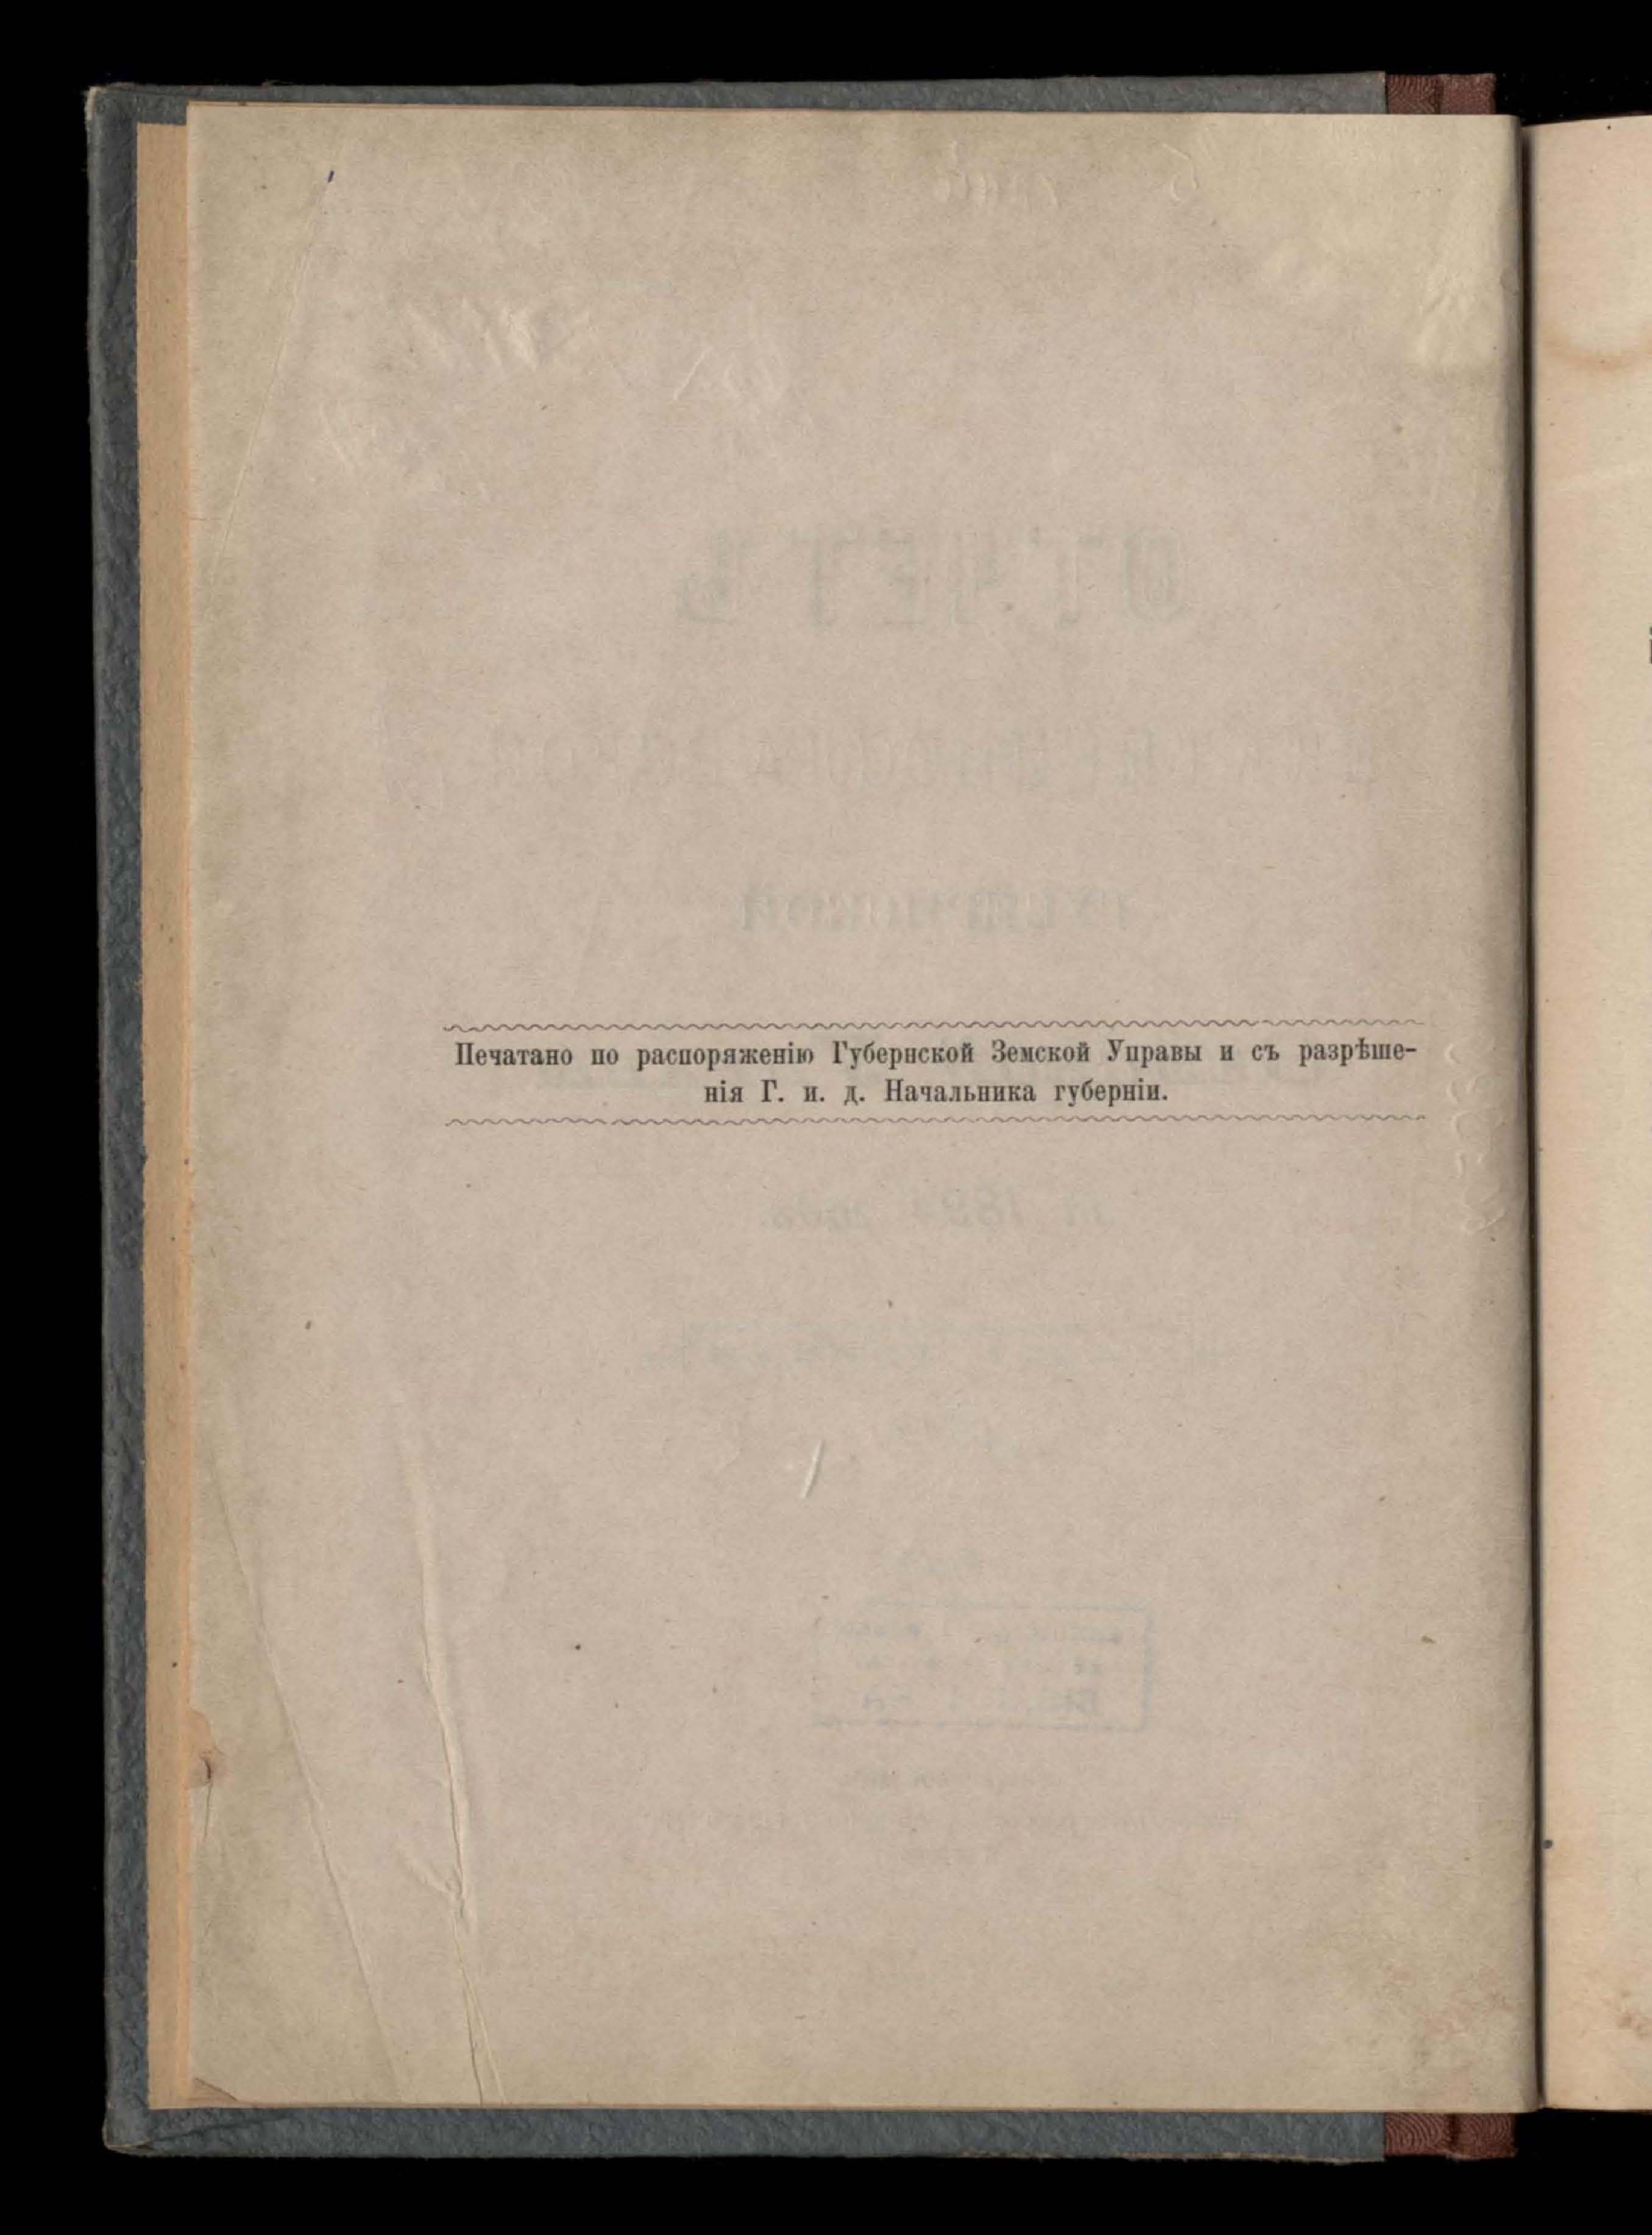 Печатано по распоряженію Губернской Земской Управы и съ разрѣше-
нія Г. и. д. Начальника губерніи.